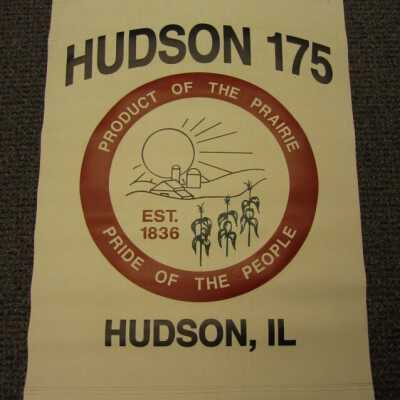 HUDSON 175
PRODUCT OF THE PRAIRIE
EST.
1836
PRIDE OF THE PEOPLE
HUDSON, IL